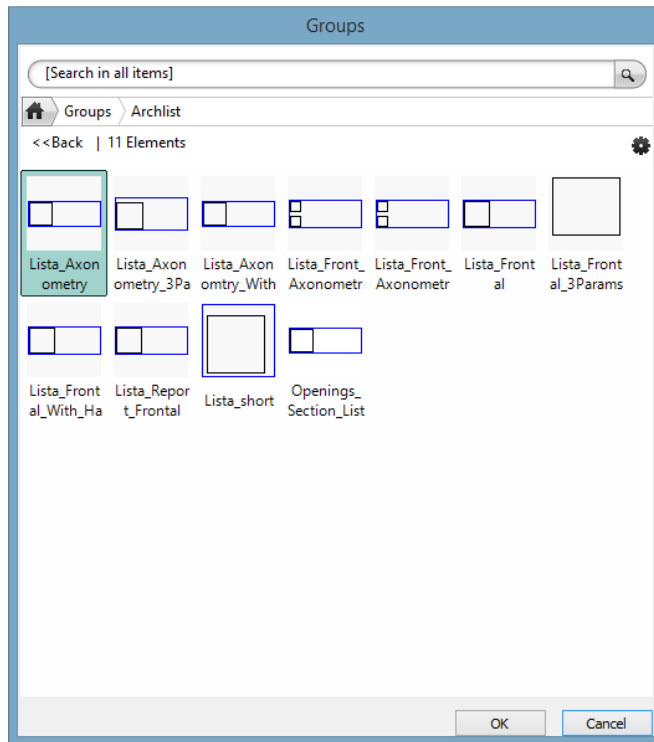 Groups
[Search in all items]
Groups Archlist
<<Back | 11 Elements
Lista_Axon Lista_Axon Lista_Axon Lista_Front_ Lista_Front_ Lista_Front Lista_Front
ometry ometry_3Pa omtry_With Axonometr Axonometr al al_3Params
Lista_Front Lista_Repor Lista_short Openings_
al_With_Ha t_Frontal Section_List
OK Cancel